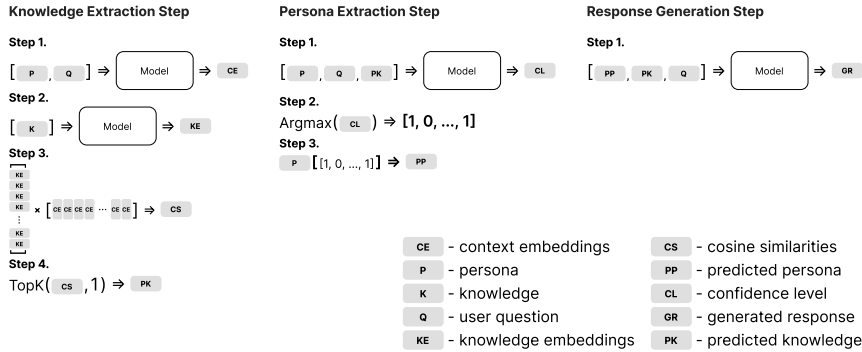 Knowledge Extraction Step
Step 1.
[ P , Q ] ⇒ Model ⇒ CE
Step 2.
[ K ] ⇒ Model ⇒ KE
Step 3.
KE
KE
KE
KE
⋮
KE
KE
× [ CE CE CE CE ... CE CE ] ⇒ CS
Step 4.
TopK( CS , 1) ⇒ PK
Persona Extraction Step
Step 1.
[ P , Q , PK ] ⇒ Model ⇒ CL
Step 2.
Argmax( CL ) ⇒ [1, 0, ..., 1]
Step 3.
P [[1, 0, ..., 1]] ⇒ PP
Response Generation Step
Step 1.
[ PP , PK , Q ] ⇒ Model ⇒ GR
CE - context embeddings
P - persona
K - knowledge
Q - user question
KE - knowledge embeddings
CS - cosine similarities
PP - predicted persona
CL - confidence level
GR - generated response
PK - predicted knowledge